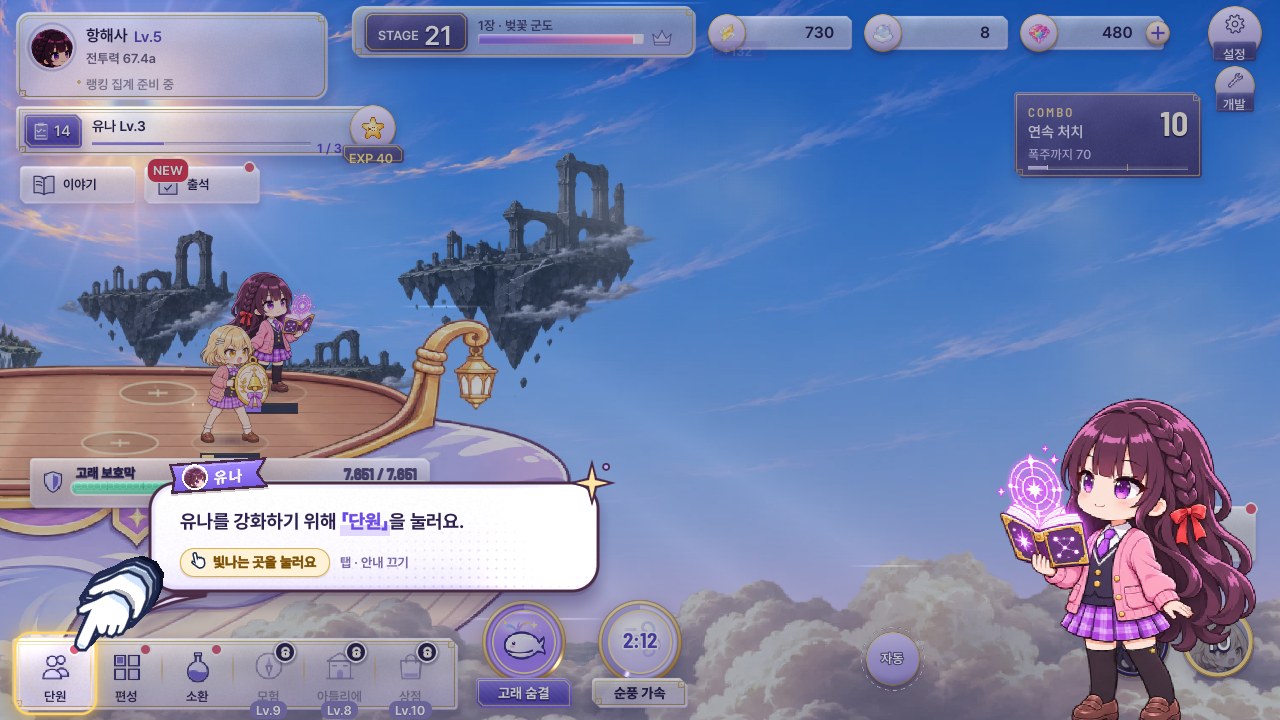 항해사 Lv.5
전투력 67.4a
랭킹 집계 준비 중
STAGE 21
1장 · 벚꽃 군도
730
+132
8
480
설정
개발
14
유나 Lv.3
1 / 3
EXP 40
이야기
NEW
출석
COMBO
연속 처치
10
폭주까지 70
고래 보호막
7,651 / 7,651
유나
유나를 강화하기 위해 「단원」을 눌러요.
빛나는 곳을 눌러요
탭 · 안내 끄기
단원
편성
소환
모험
Lv.9
아틀리에
Lv.8
상점
Lv.10
고래 숨결
2:12
순풍 가속
자동